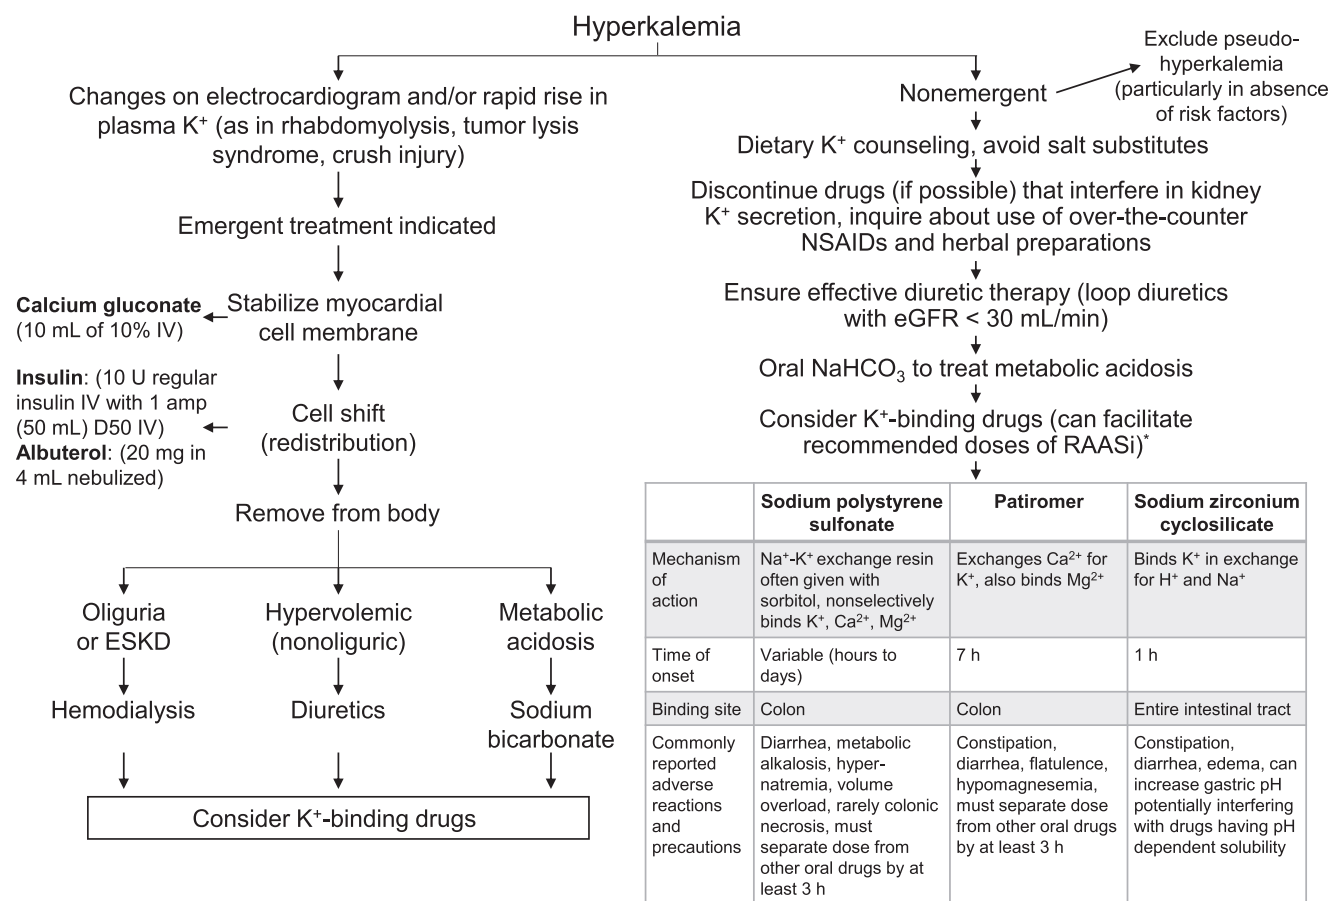 Hyperkalemia
Changes on electrocardiogram and/or rapid rise in
plasma K⁺ (as in rhabdomyolysis, tumor lysis
syndrome, crush injury)
Emergent treatment indicated
Calcium gluconate
(10 mL of 10% IV)
Stabilize myocardial
cell membrane
Insulin: (10 U regular
insulin IV with 1 amp
(50 mL) D50 IV)
Albuterol: (20 mg in
4 mL nebulized)
Cell shift
(redistribution)
Remove from body
Oliguria
or ESKD
Hemodialysis
Hypervolemic
(nonoliguric)
Diuretics
Metabolic
acidosis
Sodium
bicarbonate
Consider K⁺-binding drugs
Nonemergent
Exclude pseudo-
hyperkalemia
(particularly in absence
of risk factors)
Dietary K⁺ counseling, avoid salt substitutes
Discontinue drugs (if possible) that interfere in kidney
K⁺ secretion, inquire about use of over-the-counter
NSAIDs and herbal preparations
Ensure effective diuretic therapy (loop diuretics
with eGFR < 30 mL/min)
Oral NaHCO₃ to treat metabolic acidosis
Consider K⁺-binding drugs (can facilitate
recommended doses of RAASi)*
Sodium polystyrene
sulfonate
Patiromer
Sodium zirconium
cyclosilicate
Mechanism
of
action
Na⁺-K⁺ exchange resin
often given with
sorbitol, nonselectively
binds K⁺, Ca²⁺, Mg²⁺
Exchanges Ca²⁺ for
K⁺, also binds Mg²⁺
Binds K⁺ in exchange
for H⁺ and Na⁺
Time of
onset
Variable (hours to
days)
7 h
1 h
Binding site
Colon
Colon
Entire intestinal tract
Commonly
reported
adverse
reactions
and
precautions
Diarrhea, metabolic
alkalosis, hyper-
natremia, volume
overload, rarely colonic
necrosis, must
separate dose from
other oral drugs by at
least 3 h
Constipation,
diarrhea, flatulence,
hypomagnesemia,
must separate dose
from other oral drugs
by at least 3 h
Constipation,
diarrhea, edema, can
increase gastric pH
potentially interfering
with drugs having pH
dependent solubility